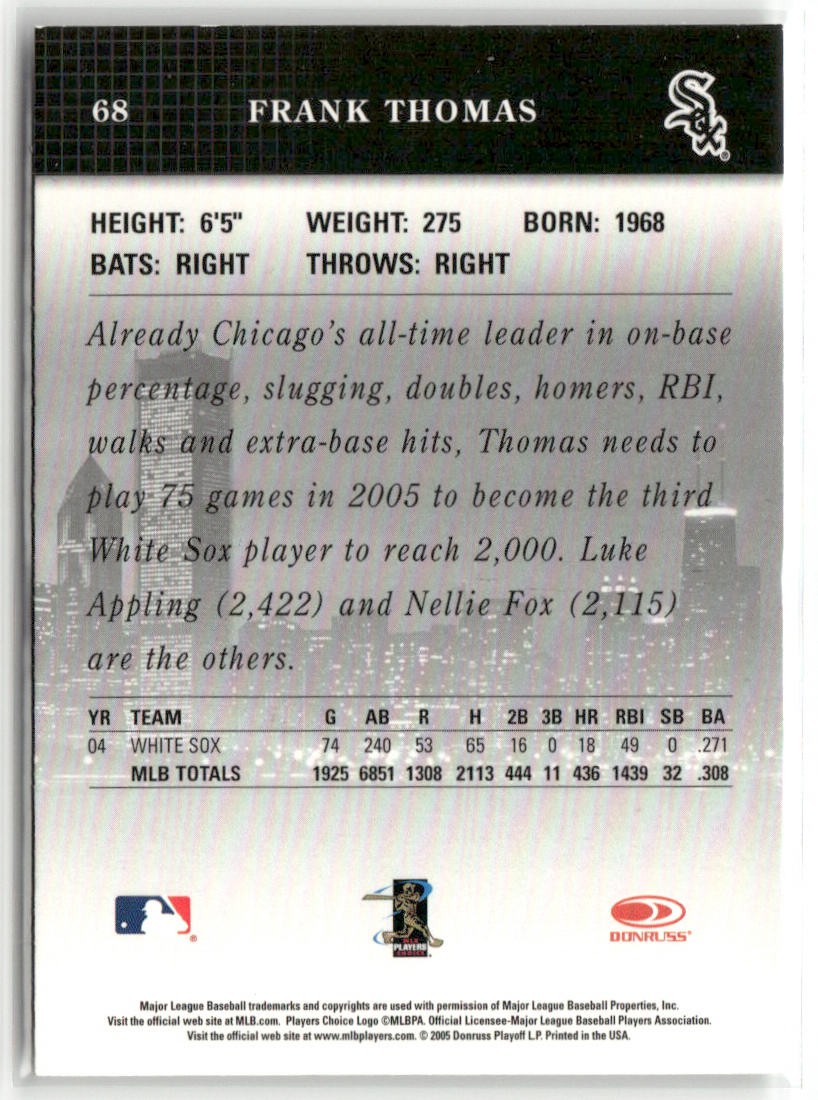 68 FRANK THOMAS Sox®
HEIGHT: 6'5" WEIGHT: 275 BORN: 1968
BATS: RIGHT THROWS: RIGHT
Already Chicago's all-time leader in on-base
percentage, slugging, doubles, homers, RBI,
walks and extra-base hits, Thomas needs to
play 75 games in 2005 to become the third
White Sox player to reach 2,000. Luke
Appling (2,422) and Nellie Fox (2,115)
are the others.
YR TEAM G AB R H 2B 3B HR RBI SB BA
04 WHITE SOX 74 240 53 65 16 0 18 49 0 .271
MLB TOTALS 1925 6851 1308 2113 444 11 436 1439 32 .308
MLB PLAYERS CHOICE
DONRUSS®
Major League Baseball trademarks and copyrights are used with permission of Major League Baseball Properties, Inc.
Visit the official web site at MLB.com. Players Choice Logo ©MLBPA. Official Licensee-Major League Baseball Players Association.
Visit the official web site at www.mlbplayers.com. © 2005 Donruss Playoff L.P. Printed in the USA.